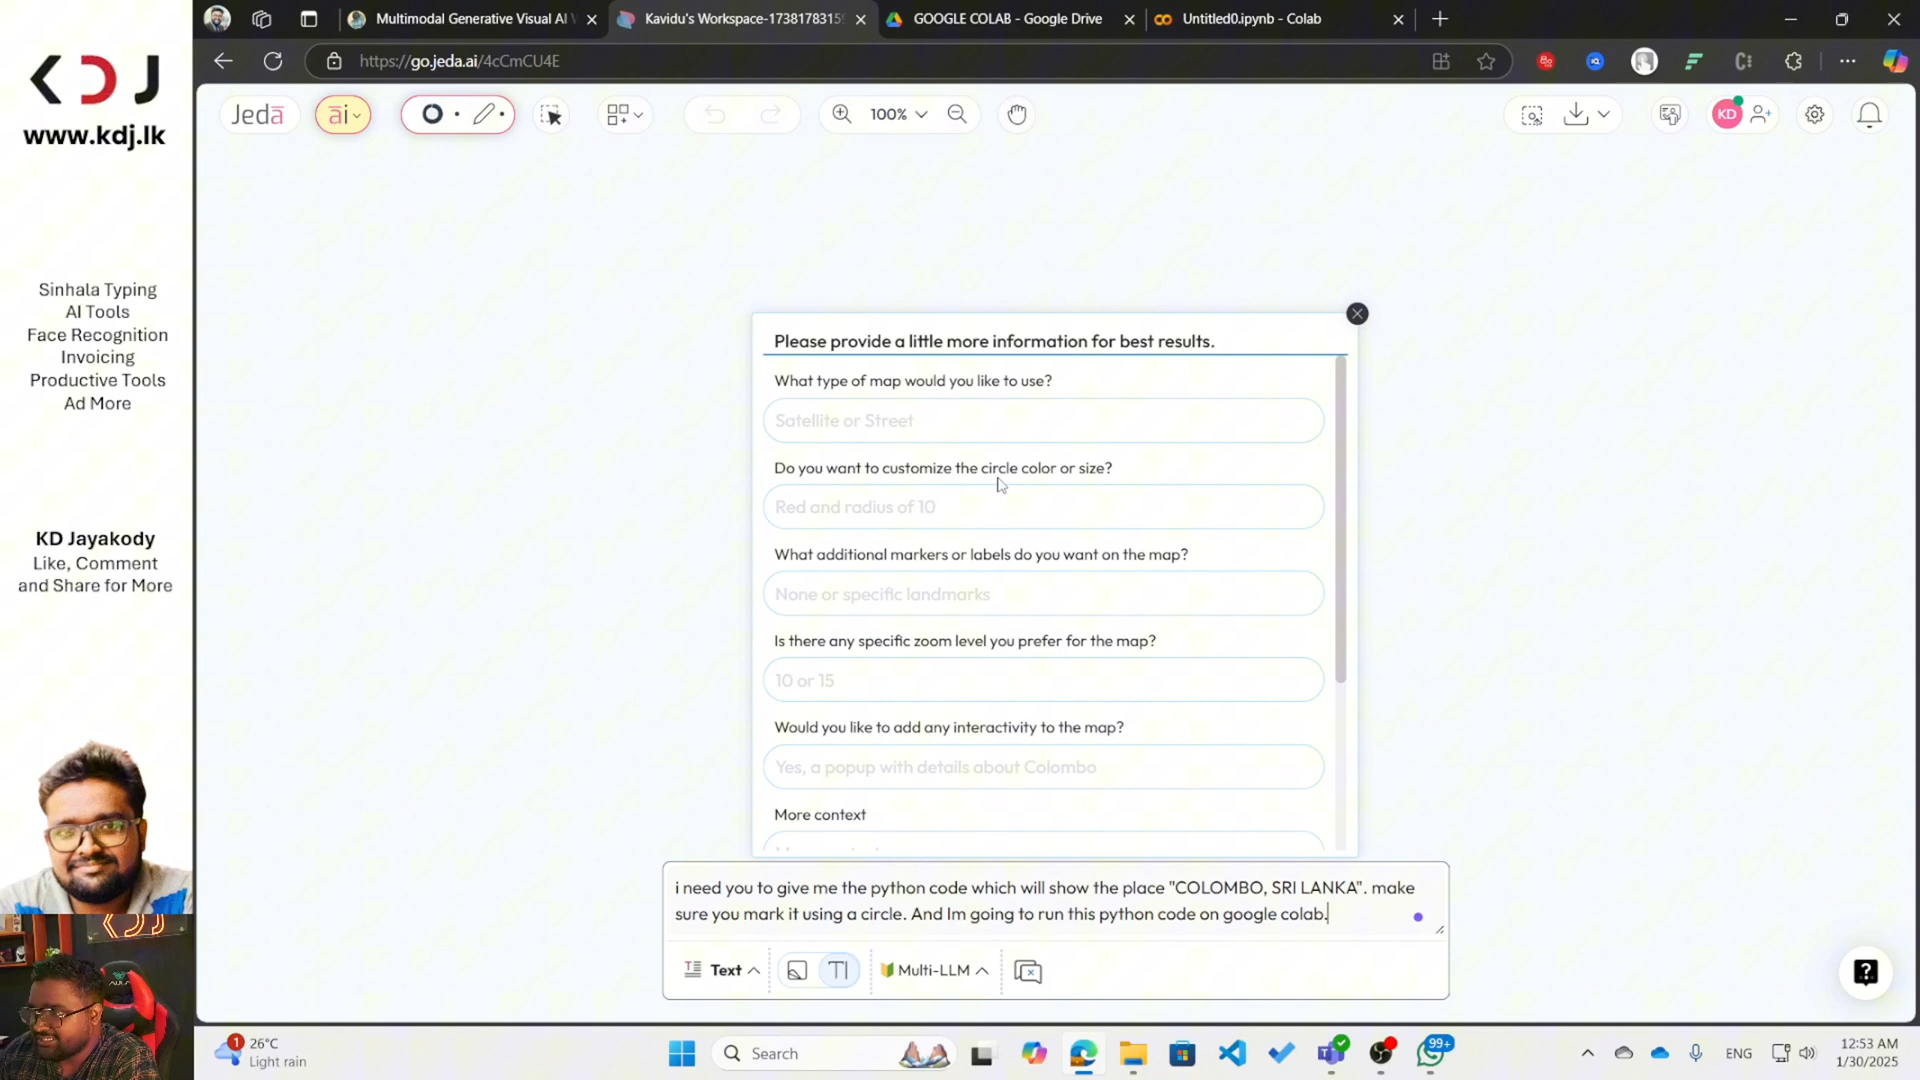 KDJ
www.kdj.lk
Sinhala Typing
AI Tools
Face Recognition
Invoicing
Productive Tools
Ad More
KD Jayakody
Like, Comment
and Share for More
Multimodal Generative Visual AI
Kavidu's Workspace-1738178315
GOOGLE COLAB - Google Drive
Untitled0.ipynb - Colab
https://go.jeda.ai/4cCmCU4E
Jedā
āi
100%
KD
Please provide a little more information for best results.
What type of map would you like to use?
Satellite or Street
Do you want to customize the circle color or size?
Red and radius of 10
What additional markers or labels do you want on the map?
None or specific landmarks
Is there any specific zoom level you prefer for the map?
10 or 15
Would you like to add any interactivity to the map?
Yes, a popup with details about Colombo
More context
i need you to give me the python code which will show the place "COLOMBO, SRI LANKA". make
sure you mark it using a circle. And Im going to run this python code on google colab.
Text
Multi-LLM
1
26°C
Light rain
Search
99+
ENG
12:53 AM
1/30/2025